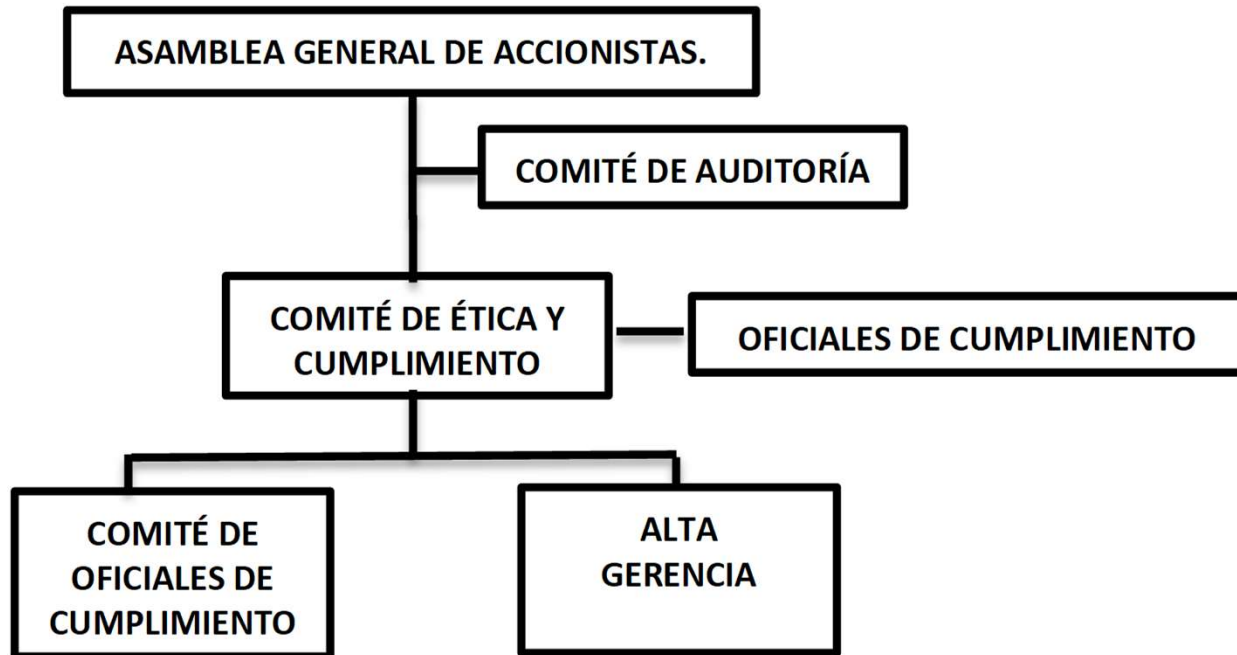 ASAMBLEA GENERAL DE ACCIONISTAS.
COMITÉ DE AUDITORÍA
COMITÉ DE ÉTICA Y
CUMPLIMIENTO
OFICIALES DE CUMPLIMIENTO
COMITÉ DE
OFICIALES DE
CUMPLIMIENTO
ALTA
GERENCIA